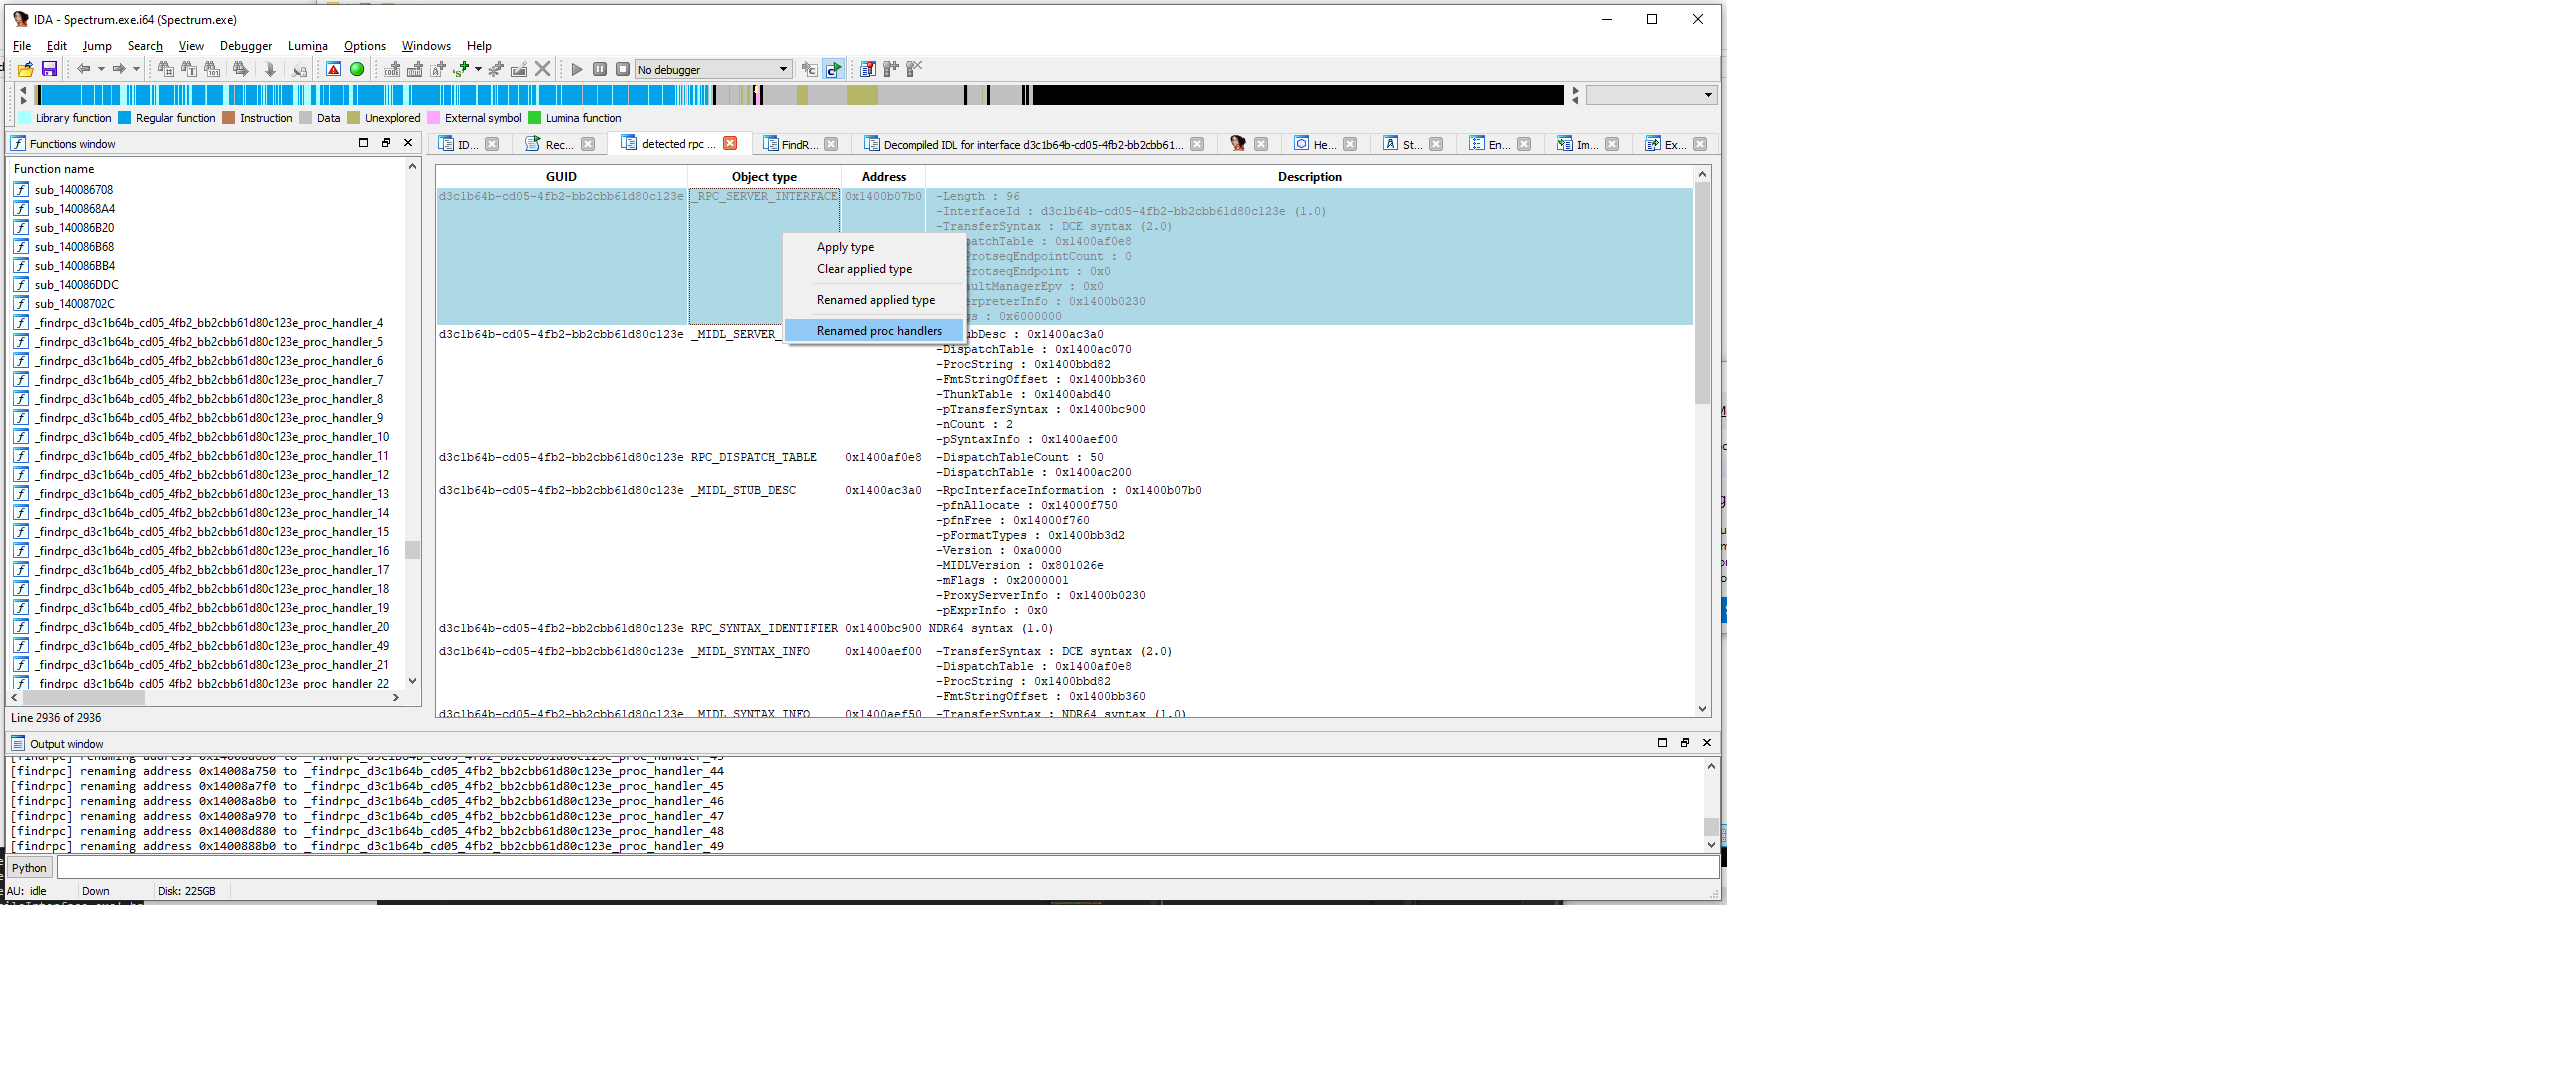 IDA - Spectrum.exe.i64 (Spectrum.exe)
File Edit Jump Search View Debugger Lumina Options Windows Help
No debugger
Library function Regular function Instruction Data Unexplored External symbol Lumina function
Functions window
ID... Rec... detected rpc ... FindR... Decompiled IDL for interface d3c1b64b-cd05-4fb2-bb2cbb61... He... St... En... Im... Ex...
Function name
sub_140086708
sub_1400868A4
sub_140086B20
sub_140086B68
sub_140086BB4
sub_140086DDC
sub_14008702C
_findrpc_d3c1b64b_cd05_4fb2_bb2cbb61d80c123e_proc_handler_4
_findrpc_d3c1b64b_cd05_4fb2_bb2cbb61d80c123e_proc_handler_5
_findrpc_d3c1b64b_cd05_4fb2_bb2cbb61d80c123e_proc_handler_6
_findrpc_d3c1b64b_cd05_4fb2_bb2cbb61d80c123e_proc_handler_7
_findrpc_d3c1b64b_cd05_4fb2_bb2cbb61d80c123e_proc_handler_8
_findrpc_d3c1b64b_cd05_4fb2_bb2cbb61d80c123e_proc_handler_9
_findrpc_d3c1b64b_cd05_4fb2_bb2cbb61d80c123e_proc_handler_10
_findrpc_d3c1b64b_cd05_4fb2_bb2cbb61d80c123e_proc_handler_11
_findrpc_d3c1b64b_cd05_4fb2_bb2cbb61d80c123e_proc_handler_12
_findrpc_d3c1b64b_cd05_4fb2_bb2cbb61d80c123e_proc_handler_13
_findrpc_d3c1b64b_cd05_4fb2_bb2cbb61d80c123e_proc_handler_14
_findrpc_d3c1b64b_cd05_4fb2_bb2cbb61d80c123e_proc_handler_15
_findrpc_d3c1b64b_cd05_4fb2_bb2cbb61d80c123e_proc_handler_16
_findrpc_d3c1b64b_cd05_4fb2_bb2cbb61d80c123e_proc_handler_17
_findrpc_d3c1b64b_cd05_4fb2_bb2cbb61d80c123e_proc_handler_18
_findrpc_d3c1b64b_cd05_4fb2_bb2cbb61d80c123e_proc_handler_19
_findrpc_d3c1b64b_cd05_4fb2_bb2cbb61d80c123e_proc_handler_20
_findrpc_d3c1b64b_cd05_4fb2_bb2cbb61d80c123e_proc_handler_49
_findrpc_d3c1b64b_cd05_4fb2_bb2cbb61d80c123e_proc_handler_21
_findrpc_d3c1b64b_cd05_4fb2_bb2cbb61d80c123e_proc_handler_22
Line 2936 of 2936
GUID Object type Address Description
d3c1b64b-cd05-4fb2-bb2cbb61d80c123e _RPC_SERVER_INTERFACE 0x1400b07b0 -Length : 96
-InterfaceId : d3c1b64b-cd05-4fb2-bb2cbb61d80c123e (1.0)
-TransferSyntax : DCE syntax (2.0)
patchTable : 0x1400af0e8
ProtseqEndpointCount : 0
ProtseqEndpoint : 0x0
aultManagerEpv : 0x0
erpreterInfo : 0x1400b0230
gs : 0x6000000
Apply type
Clear applied type
Renamed applied type
Renamed proc handlers
d3c1b64b-cd05-4fb2-bb2cbb61d80c123e _MIDL_SERVER_ ubDesc : 0x1400ac3a0
-DispatchTable : 0x1400ac070
-ProcString : 0x1400bbd82
-FmtStringOffset : 0x1400bb360
-ThunkTable : 0x1400abd40
-pTransferSyntax : 0x1400bc900
-nCount : 2
-pSyntaxInfo : 0x1400aef00
d3c1b64b-cd05-4fb2-bb2cbb61d80c123e RPC_DISPATCH_TABLE 0x1400af0e8 -DispatchTableCount : 50
-DispatchTable : 0x1400ac200
d3c1b64b-cd05-4fb2-bb2cbb61d80c123e _MIDL_STUB_DESC 0x1400ac3a0 -RpcInterfaceInformation : 0x1400b07b0
-pfnAllocate : 0x14000f750
-pfnFree : 0x14000f760
-pFormatTypes : 0x1400bb3d2
-Version : 0xa0000
-MIDLVersion : 0x801026e
-mFlags : 0x2000001
-ProxyServerInfo : 0x1400b0230
-pExprInfo : 0x0
d3c1b64b-cd05-4fb2-bb2cbb61d80c123e RPC_SYNTAX_IDENTIFIER 0x1400bc900 NDR64 syntax (1.0)
d3c1b64b-cd05-4fb2-bb2cbb61d80c123e _MIDL_SYNTAX_INFO 0x1400aef00 -TransferSyntax : DCE syntax (2.0)
-DispatchTable : 0x1400af0e8
-ProcString : 0x1400bbd82
-FmtStringOffset : 0x1400bb360
d3c1b64b-cd05-4fb2-bb2cbb61d80c123e _MIDL_SYNTAX_INFO 0x1400aef50 -TransferSyntax : NDR64 syntax (1.0)
Output window
[findrpc] renaming address 0x14008a750 to _findrpc_d3c1b64b_cd05_4fb2_bb2cbb61d80c123e_proc_handler_44
[findrpc] renaming address 0x14008a7f0 to _findrpc_d3c1b64b_cd05_4fb2_bb2cbb61d80c123e_proc_handler_45
[findrpc] renaming address 0x14008a8b0 to _findrpc_d3c1b64b_cd05_4fb2_bb2cbb61d80c123e_proc_handler_46
[findrpc] renaming address 0x14008a970 to _findrpc_d3c1b64b_cd05_4fb2_bb2cbb61d80c123e_proc_handler_47
[findrpc] renaming address 0x14008d880 to _findrpc_d3c1b64b_cd05_4fb2_bb2cbb61d80c123e_proc_handler_48
[findrpc] renaming address 0x1400888b0 to _findrpc_d3c1b64b_cd05_4fb2_bb2cbb61d80c123e_proc_handler_49
Python
AU: idle Down Disk: 225GB